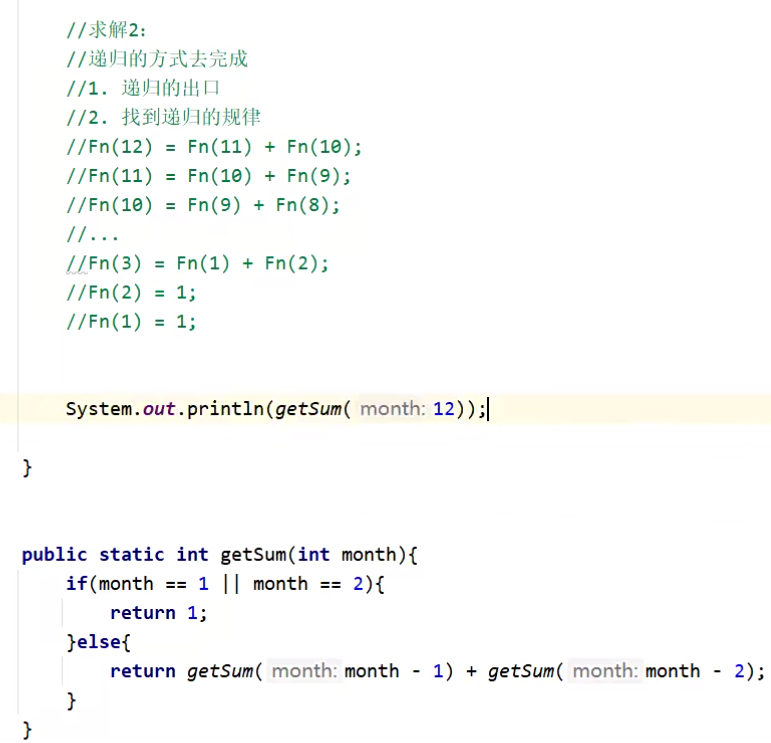 //求解2:
//递归的方式去完成
//1. 递归的出口
//2. 找到递归的规律
//Fn(12) = Fn(11) + Fn(10);
//Fn(11) = Fn(10) + Fn(9);
//Fn(10) = Fn(9) + Fn(8);
//...
//Fn(3) = Fn(1) + Fn(2);
//Fn(2) = 1;
//Fn(1) = 1;
System.out.println(getSum( month: 12));
}
public static int getSum(int month){
if(month == 1 || month == 2){
return 1;
}else{
return getSum( month: month - 1) + getSum( month: month - 2);
}
}